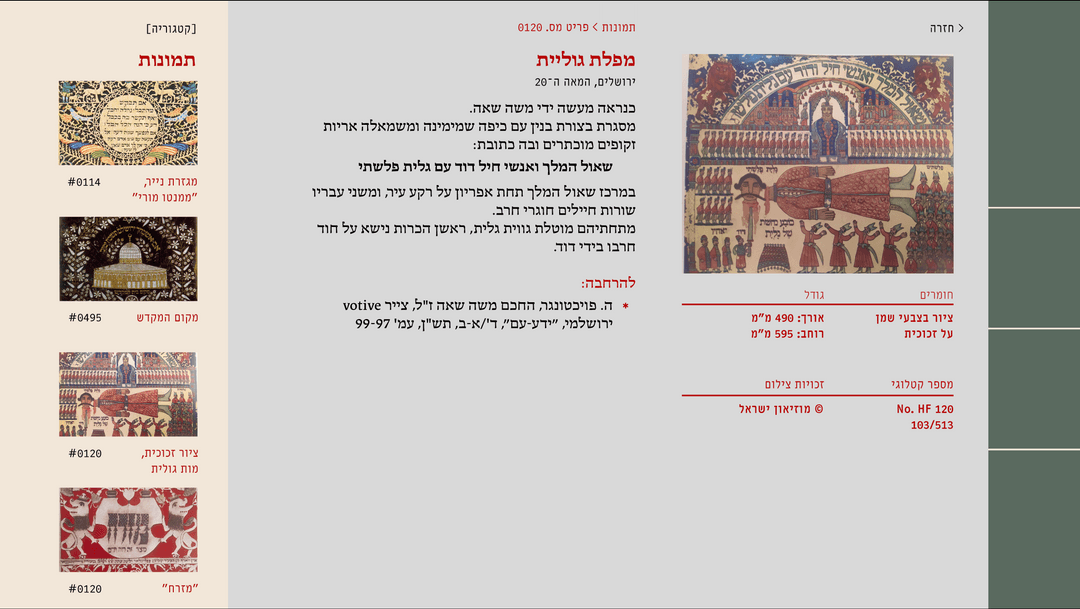 < חזרה
חומרים
גודל
ציור בצבעי שמן
על זכוכית
אורך: 490 מ״מ
רוחב: 595 מ״מ
מספר קטלוגי
זכויות צילום
No. HF 120
103/513
© מוזיאון ישראל
תמונות < פריט מס. 0120
מפלת גוליית
ירושלים, המאה ה־20
כנראה מעשה ידי משה שאה.
מסגרת בצורת בנין עם כיפה שמימינה ומשמאלה אריות
זקופים מוכתרים ובה כתובת:
שאול המלך ואנשי חיל דוד עם גלית פלשתי
במרכז שאול המלך תחת אפריון על רקע עיר, ומשני עבריו
שורות חיילים חוגרי חרב.
מתחתיהם מוטלת גווית גלית, ראשן הכרות נישא על חוד
חרבו בידי דוד.
להרחבה:
* ה. פויכטונגר, החכם משה שאה ז"ל, צייר votive
ירושלמי, ״ידע-עם״, ד'/א-ב, תש"ן, עמ' 99-97
[קטגוריה]
תמונות
מגזרת נייר,
״ממנטו מורי״
#0114
מקום המקדש
#0495
ציור זכוכית,
מות גולית
#0120
״מזרח״
#0120